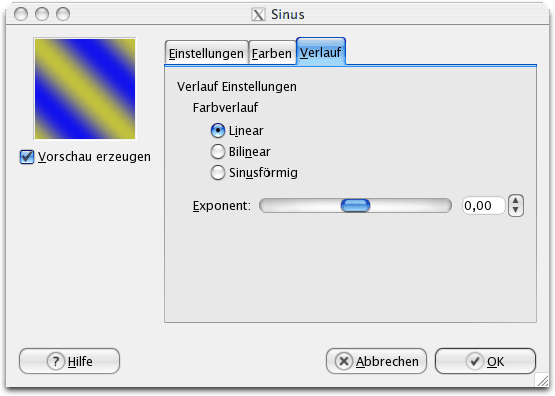 Sinus
Einstellungen Farben Verlauf
Vorschau erzeugen
Verlauf Einstellungen
Farbverlauf
Linear
Bilinear
Sinusförmig
Exponent: 0,00
Hilfe Abbrechen OK